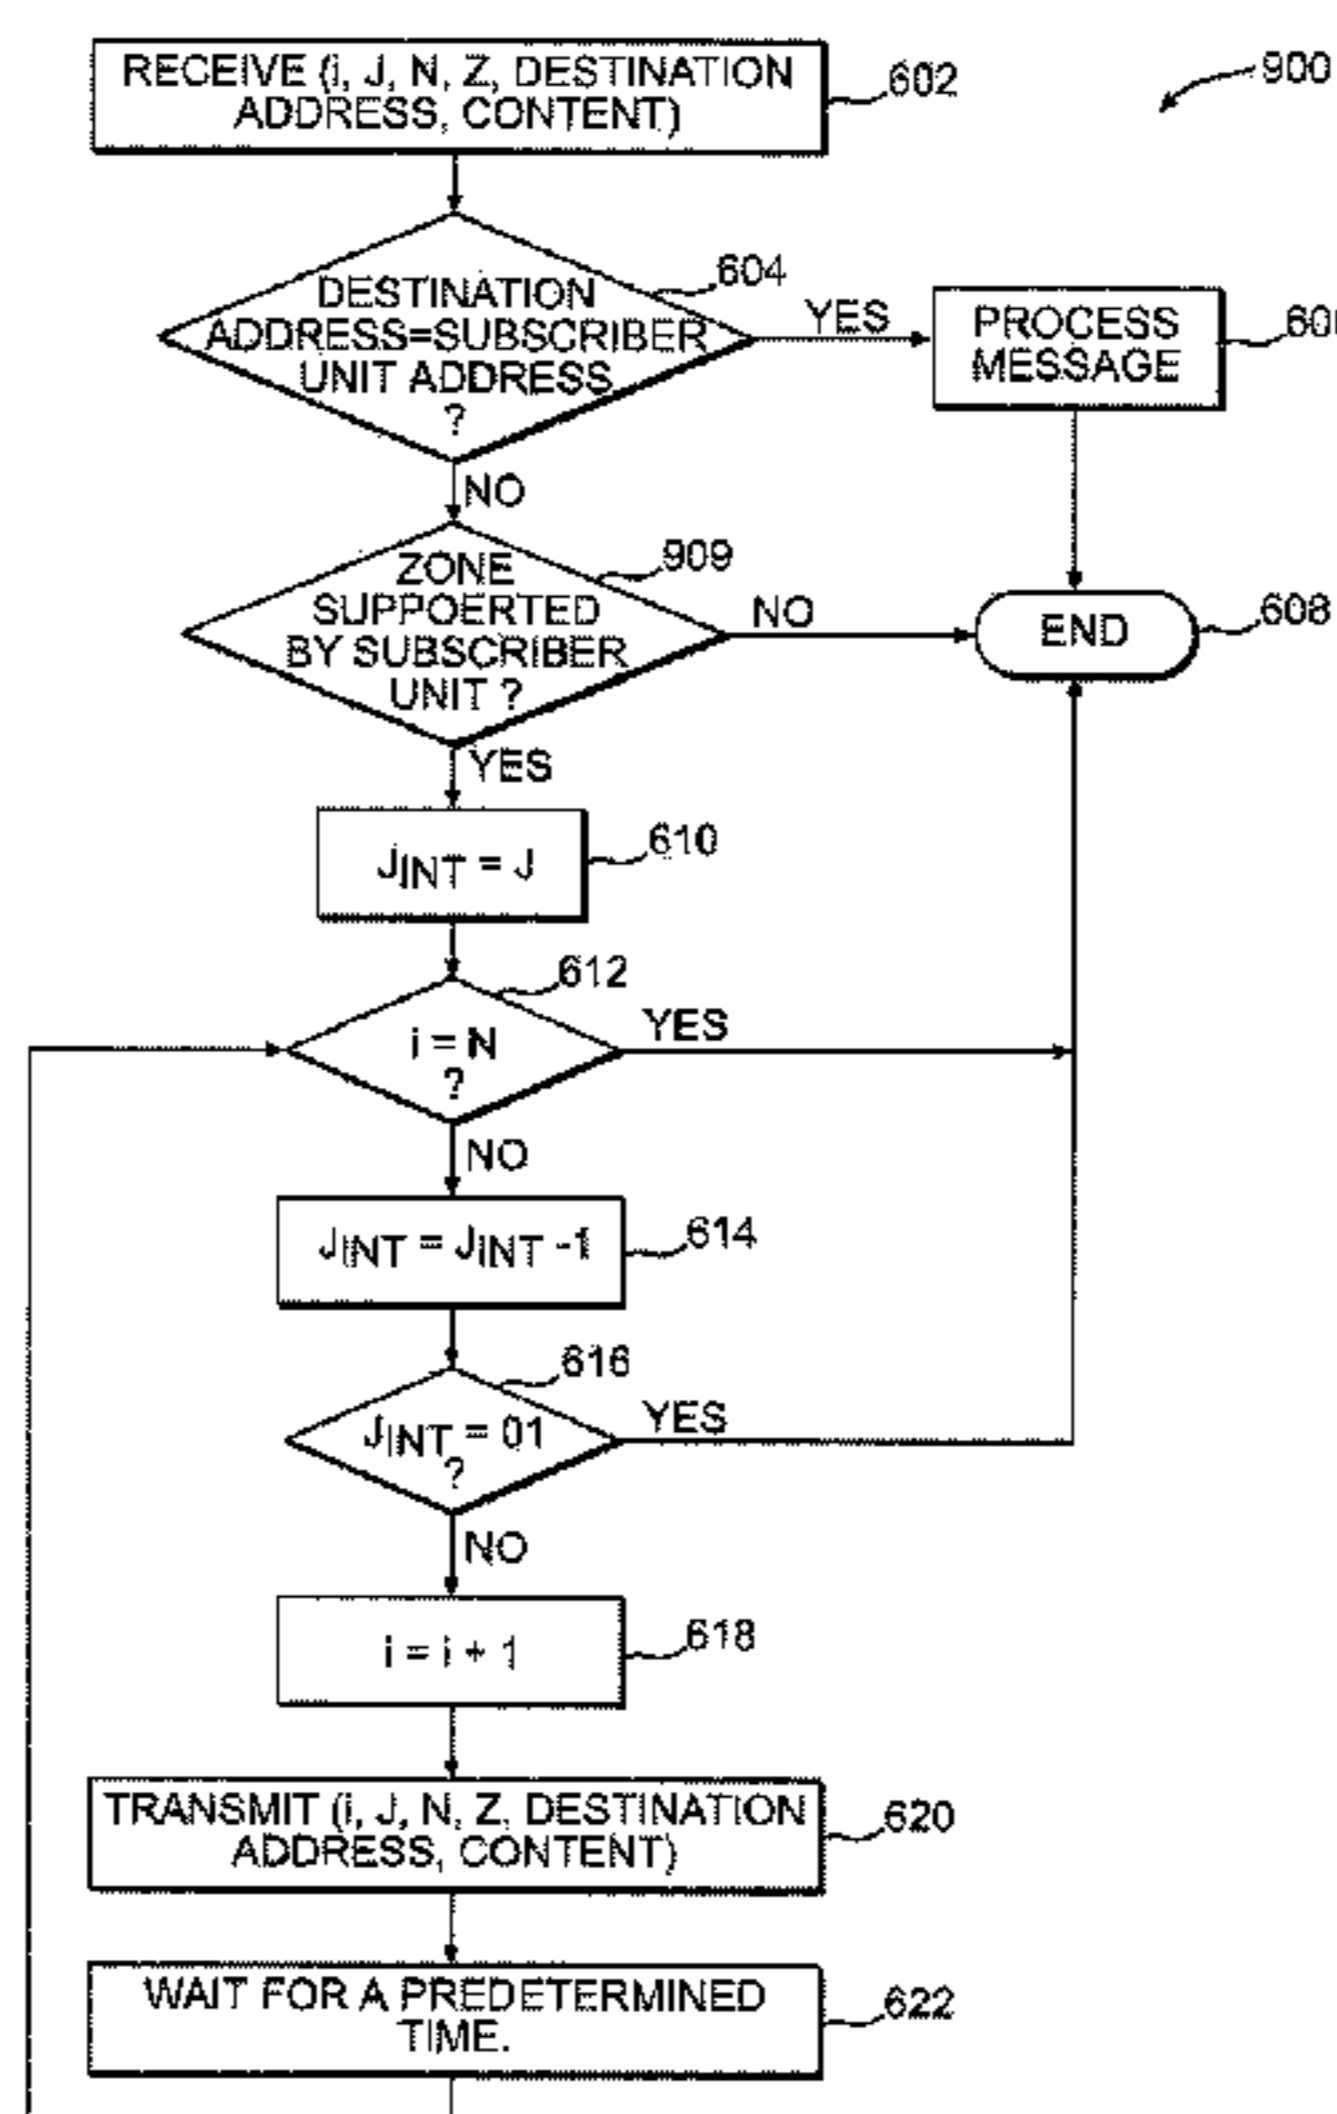 RECEIVE (i, J, N, Z, DESTINATION
ADDRESS, CONTENT)
602
900
DESTINATION
ADDRESS=SUBSCRIBER
UNIT ADDRESS
?
604
YES
PROCESS
MESSAGE
NO
ZONE
SUPPOERTED
BY SUBSCRIBER
UNIT ?
909
NO
END
608
YES
JINT = J
610
i = N
?
612
YES
NO
JINT = JINT -1
614
JINT = 01
?
616
YES
NO
i = i + 1
618
TRANSMIT (i, J, N, Z, DESTINATION
ADDRESS, CONTENT)
620
WAIT FOR A PREDETERMINED
TIME.
622